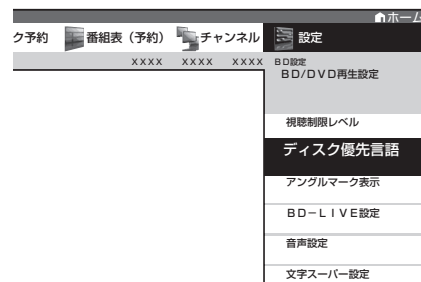 ホーム
ク予約 番組表（予約） チャンネル 設定
XXXX XXXX XXXX
BD設定
BD/DVD再生設定
視聴制限レベル
ディスク優先言語
アングルマーク表示
BD－LIVE設定
音声設定
文字スーパー設定